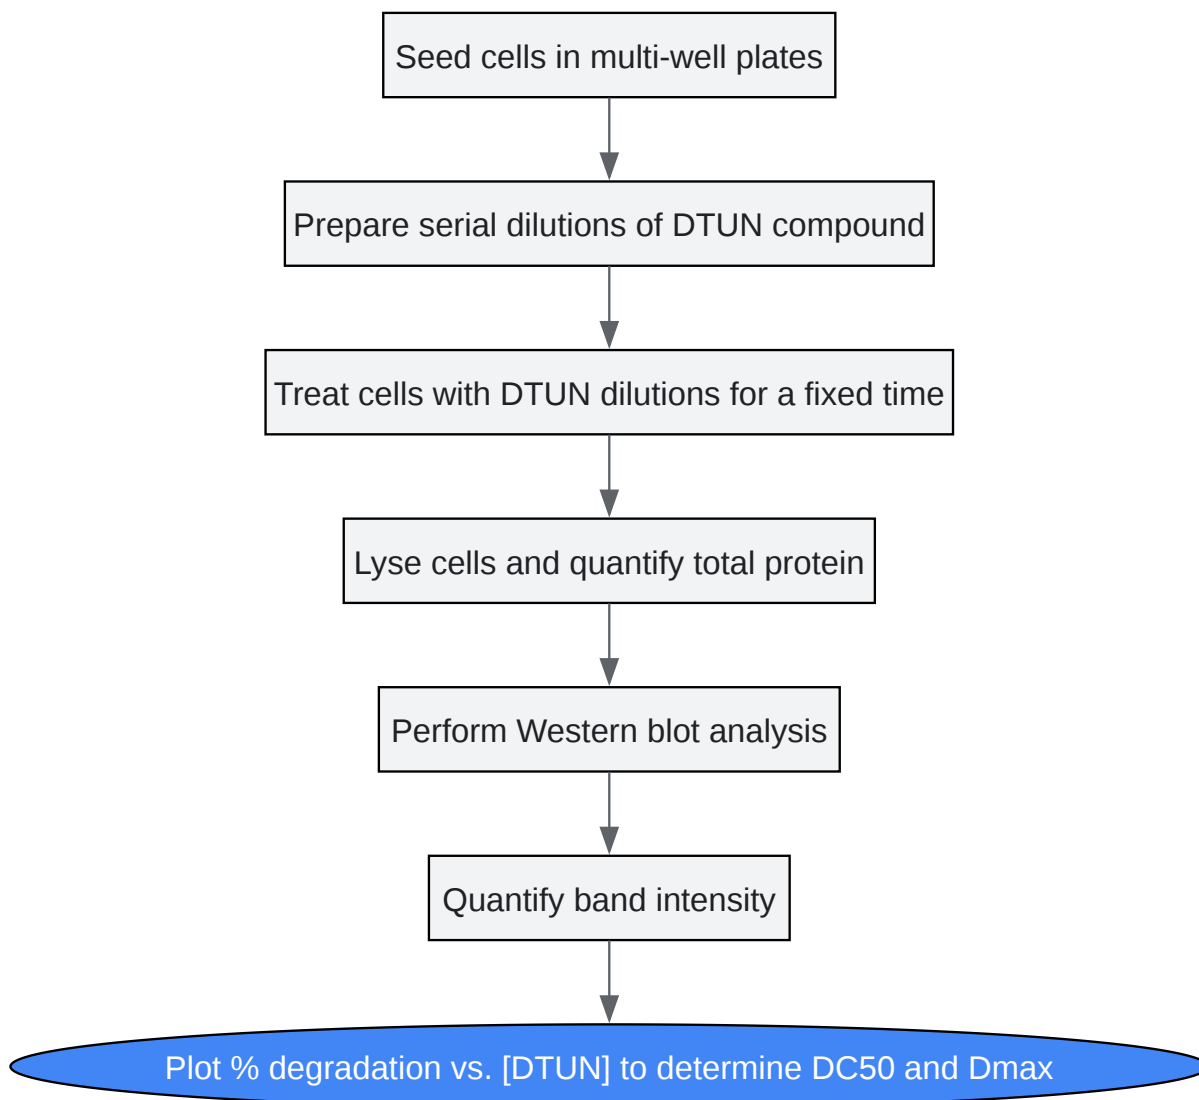 Seed cells in multi-well plates
Prepare serial dilutions of DTUN compound
Treat cells with DTUN dilutions for a fixed time
Lyse cells and quantify total protein
Perform Western blot analysis
Quantify band intensity
Plot % degradation vs. [DTUN] to determine DC50 and Dmax